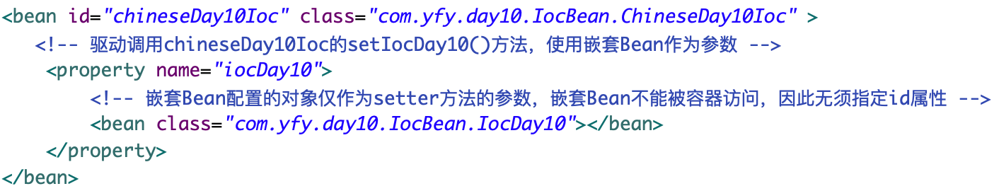 <bean id="chineseDay10Ioc" class="com.yfy.day10.IocBean.ChineseDay10Ioc" >
<!-- 驱动调用chineseDay10Ioc的setIocDay10()方法，使用嵌套Bean作为参数 -->
<property name="iocDay10">
<!-- 嵌套Bean配置的对象仅作为setter方法的参数，嵌套Bean不能被容器访问，因此无须指定id属性 -->
<bean class="com.yfy.day10.IocBean.IocDay10"></bean>
</property>
</bean>